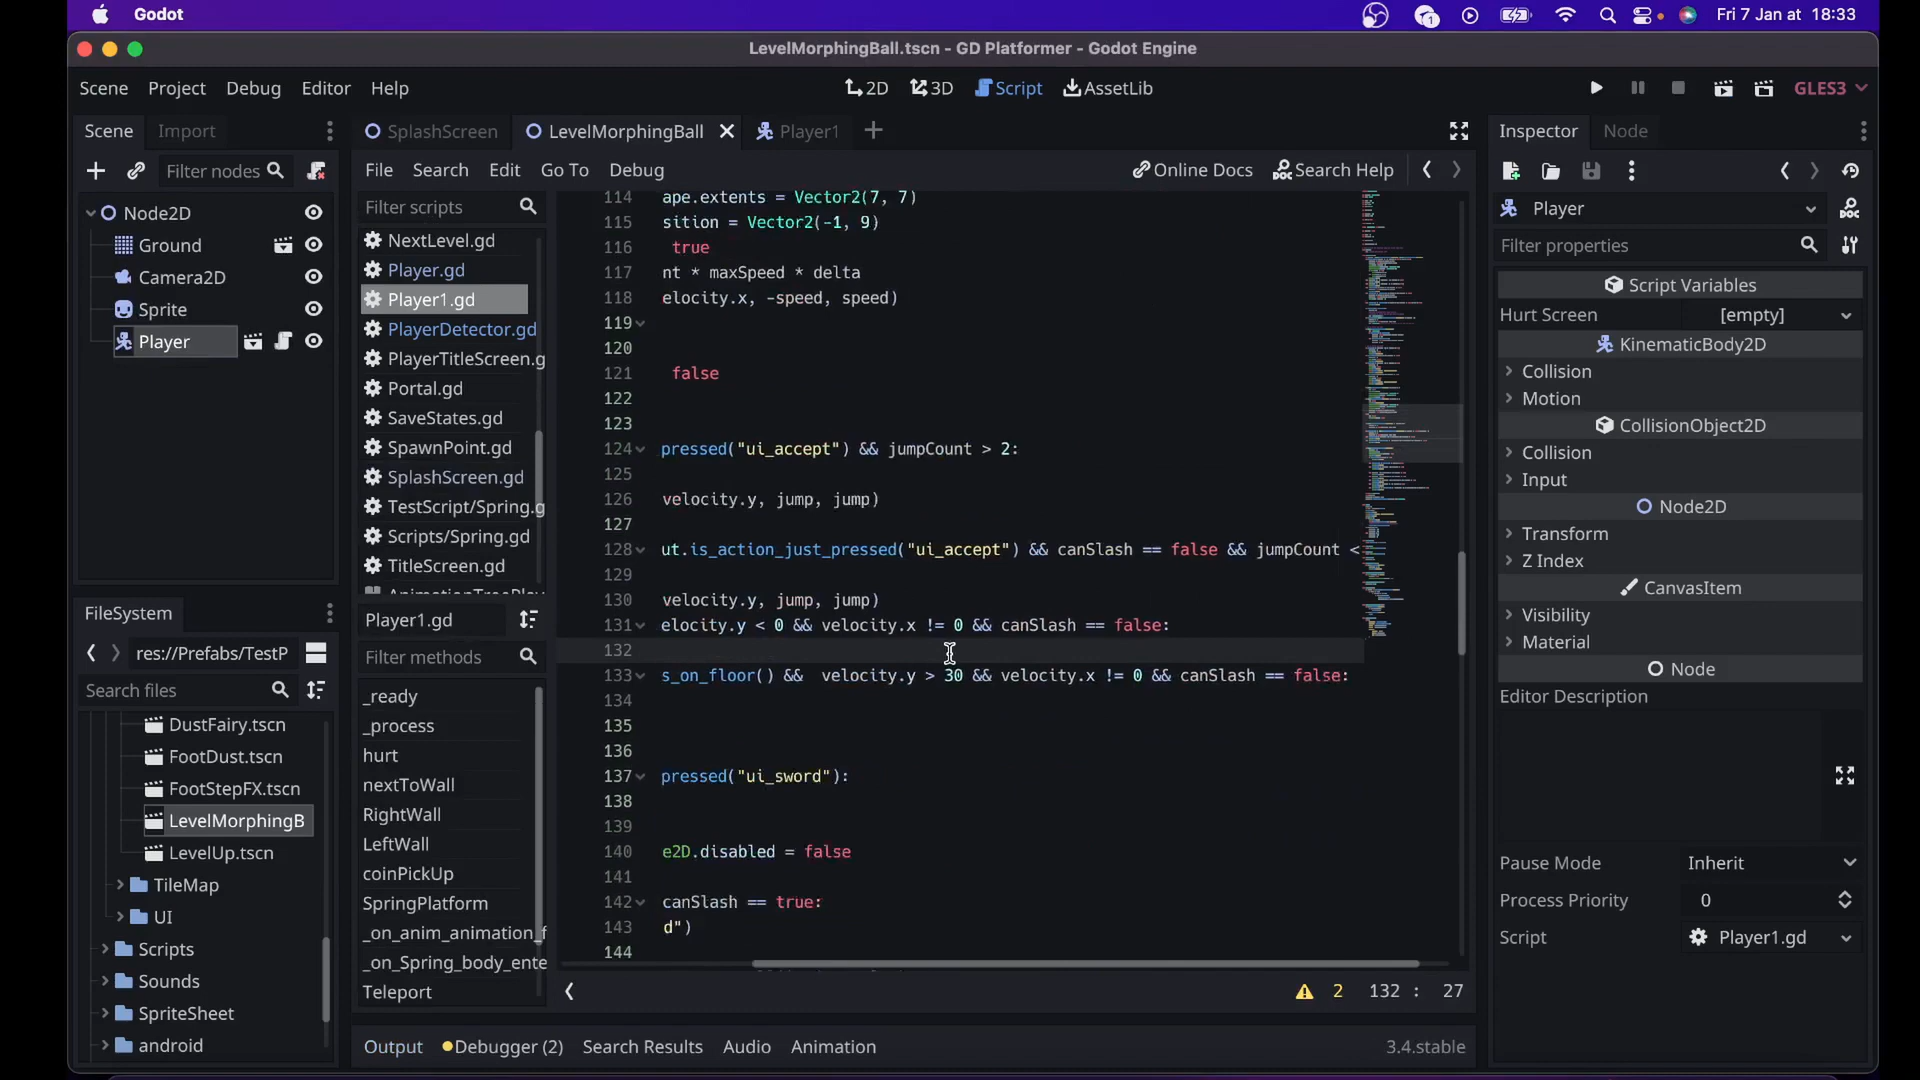 Godot
1
Fri 7 Jan at 18:33
LevelMorphingBall.tscn - GD Platformer - Godot Engine
Scene Project Debug Editor Help
2D 3D Script AssetLib
GLES3
Scene Import
SplashScreen LevelMorphingBall Player1
Inspector Node
Filter nodes
File Search Edit Go To Debug
Online Docs Search Help
Node2D
Ground
Camera2D
Sprite
Player
Filter scripts
NextLevel.gd
Player.gd
Player1.gd
PlayerDetector.gd
PlayerTitleScreen.g
Portal.gd
SaveStates.gd
SpawnPoint.gd
SplashScreen.gd
TestScript/Spring.g
Scripts/Spring.gd
TitleScreen.gd
AnimationTreePlay
Player1.gd
Filter methods
_ready
_process
hurt
nextToWall
RightWall
LeftWall
coinPickUp
SpringPlatform
_on_anim_animation_f
_on_Spring_body_ente
Teleport
114 ape.extents = Vector2(7, 7)
115 sition = Vector2(-1, 9)
116 true
117 nt * maxSpeed * delta
118 elocity.x, -speed, speed)
119
120
121 false
122
123
124 pressed("ui_accept") && jumpCount > 2:
125
126 velocity.y, jump, jump)
127
128 ut.is_action_just_pressed("ui_accept") && canSlash == false && jumpCount <
129
130 velocity.y, jump, jump)
131 elocity.y < 0 && velocity.x != 0 && canSlash == false:
132
133 s_on_floor() &&  velocity.y > 30 && velocity.x != 0 && canSlash == false:
134
135
136
137 pressed("ui_sword"):
138
139
140 e2D.disabled = false
141
142 canSlash == true:
143 d")
144
2 132 : 27
Output Debugger (2) Search Results Audio Animation
3.4.stable
FileSystem
res://Prefabs/TestP
Search files
DustFairy.tscn
FootDust.tscn
FootStepFX.tscn
LevelMorphingB
LevelUp.tscn
TileMap
UI
Scripts
Sounds
SpriteSheet
android
Player
Filter properties
Script Variables
Hurt Screen [empty]
KinematicBody2D
Collision
Motion
CollisionObject2D
Collision
Input
Node2D
Transform
Z Index
CanvasItem
Visibility
Material
Node
Editor Description
Pause Mode Inherit
Process Priority 0
Script Player1.gd